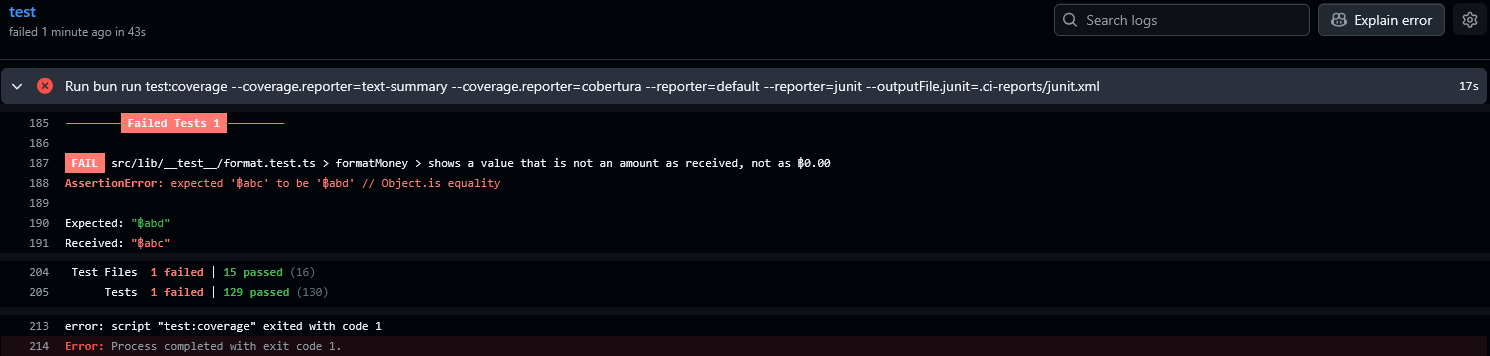 test
failed 1 minute ago in 43s
Search logs
Explain error
Run bun run test:coverage --coverage.reporter=text-summary --coverage.reporter=cobertura --reporter=default --reporter=junit --outputFile.junit=.ci-reports/junit.xml 17s
185 Failed Tests 1
186
187 FAIL src/lib/__test__/format.test.ts > formatMoney > shows a value that is not an amount as received, not as ฿0.00
188 AssertionError: expected '฿abc' to be '฿abd' // Object.is equality
189
190 Expected: "฿abd"
191 Received: "฿abc"
204 Test Files 1 failed | 15 passed (16)
205 Tests 1 failed | 129 passed (130)
213 error: script "test:coverage" exited with code 1
214 Error: Process completed with exit code 1.